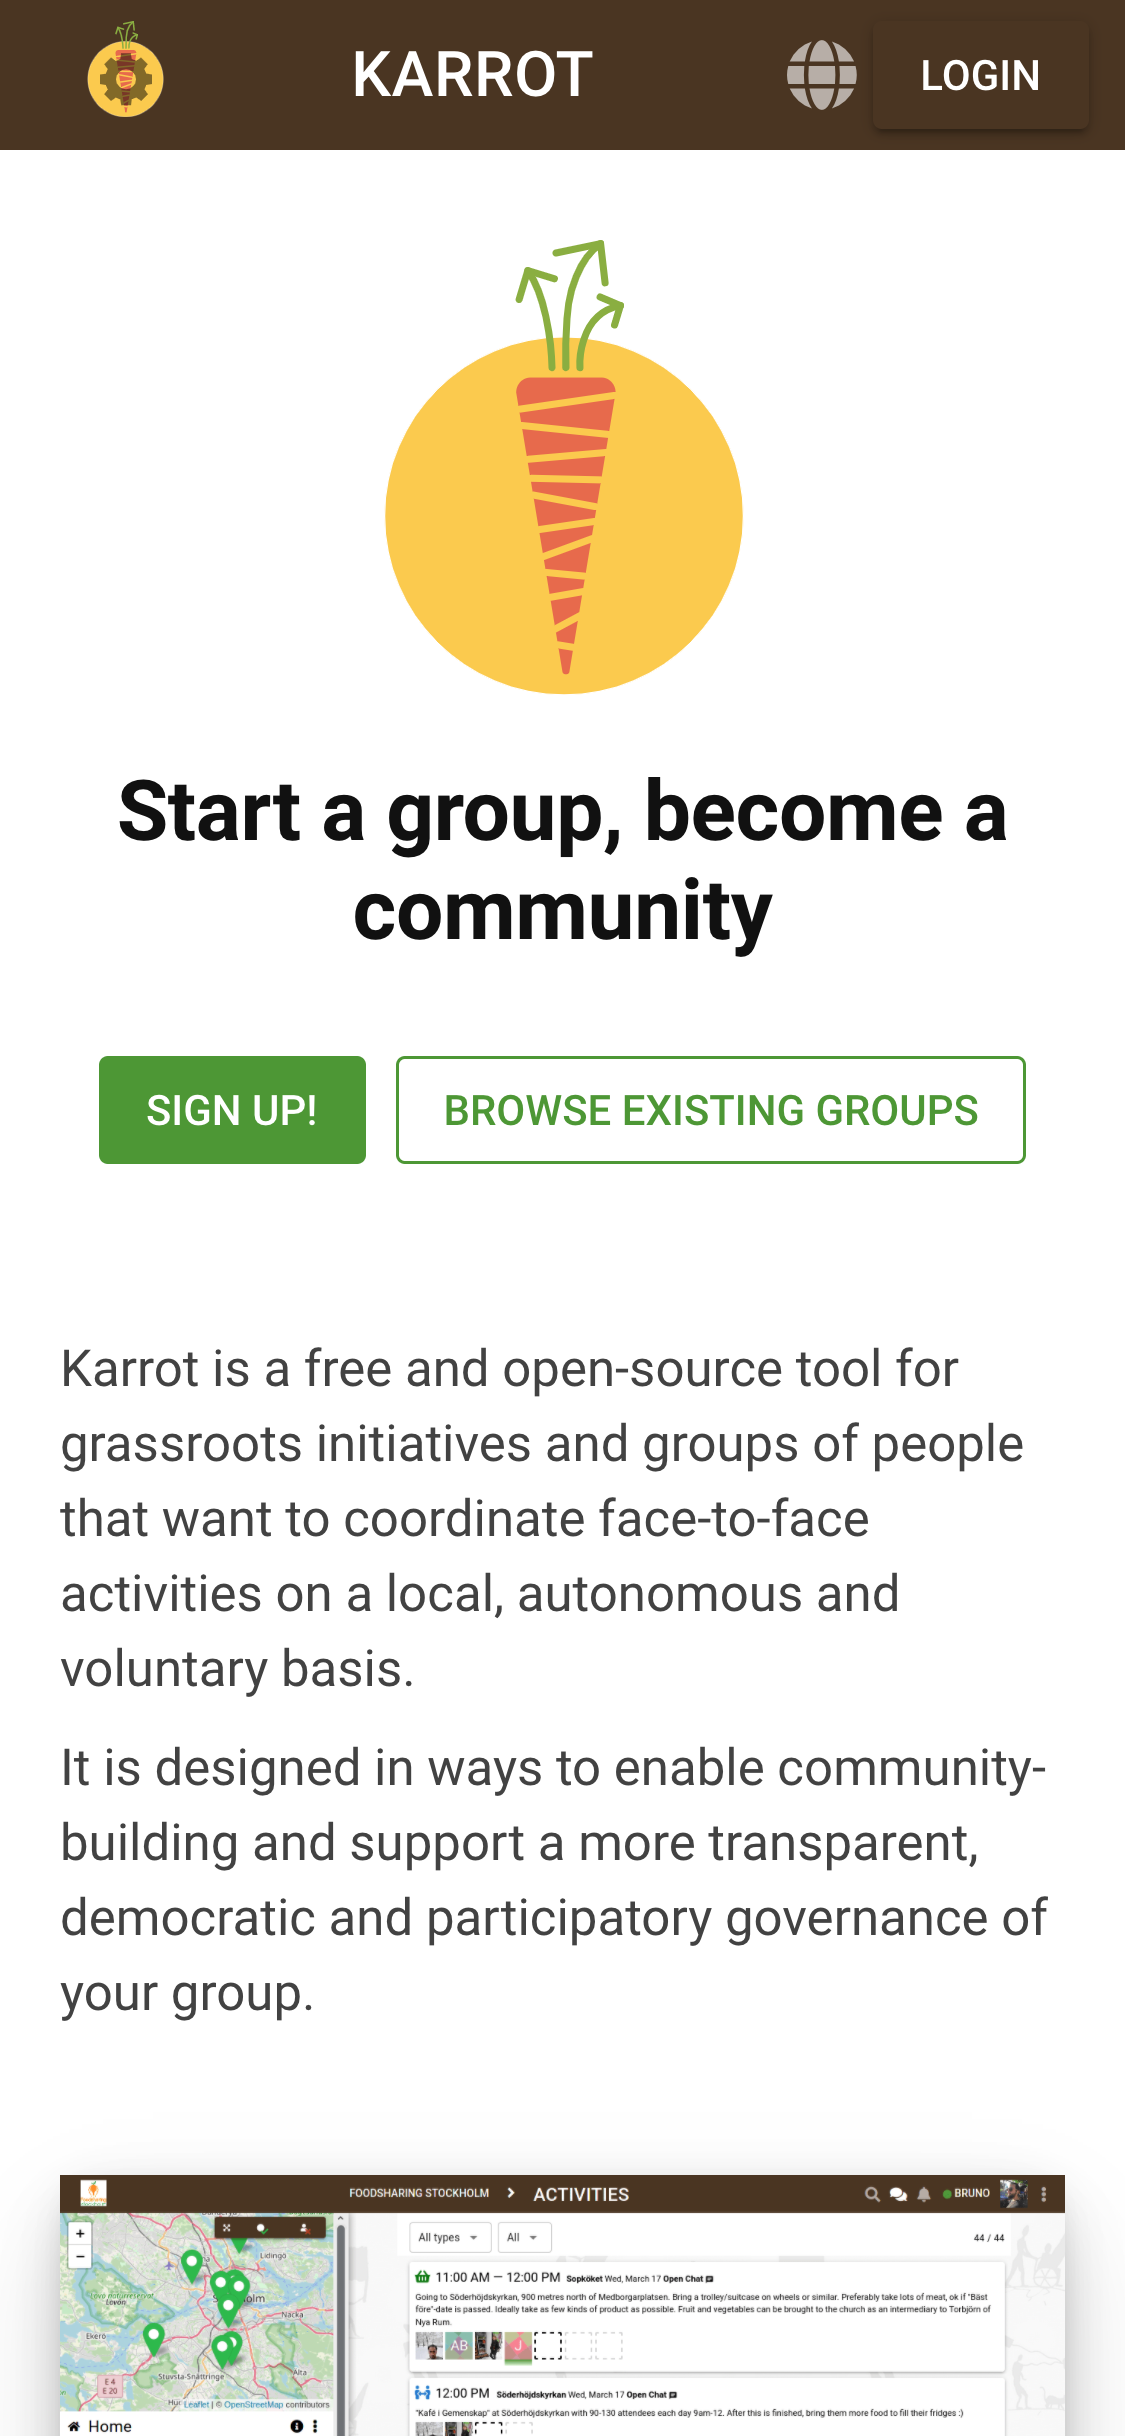 KARROT
LOGIN
Start a group, become a
community
SIGN UP!
BROWSE EXISTING GROUPS
Karrot is a free and open-source tool for
grassroots initiatives and groups of people
that want to coordinate face-to-face
activities on a local, autonomous and
voluntary basis.
It is designed in ways to enable community-
building and support a more transparent,
democratic and participatory governance of
your group.
FOODSHARING STOCKHOLM
ACTIVITIES
BRUNO
+
−
Lidingö
Lovön
Nacka
Ekerö
Stuvsta-Snättringe
Älta
E 4
E 20
Leaflet | © OpenStreetMap contributors
Home
All types
All
44 / 44
11:00 AM — 12:00 PM Sopköket Wed, March 17 Open Chat
Going to Söderhöjdskyrkan, 900 metres north of Medborgarplatsen. Bring a trolley/suitcase on wheels or similar. Preferably take lots of meat, ok if "Bäst
före"-date is passed. Ideally take as few kinds of product as possible. Fruit and vegetables can be brought to the church as an intermediary to Torbjörn of
Nya Rum.
AB
J
12:00 PM Söderhöjdskyrkan Wed, March 17 Open Chat
"Kafé i Gemenskap" at Söderhöjdskyrkan with 90-130 attendees each day 9am-12. After this is finished, bring them more food to fill their fridges :)